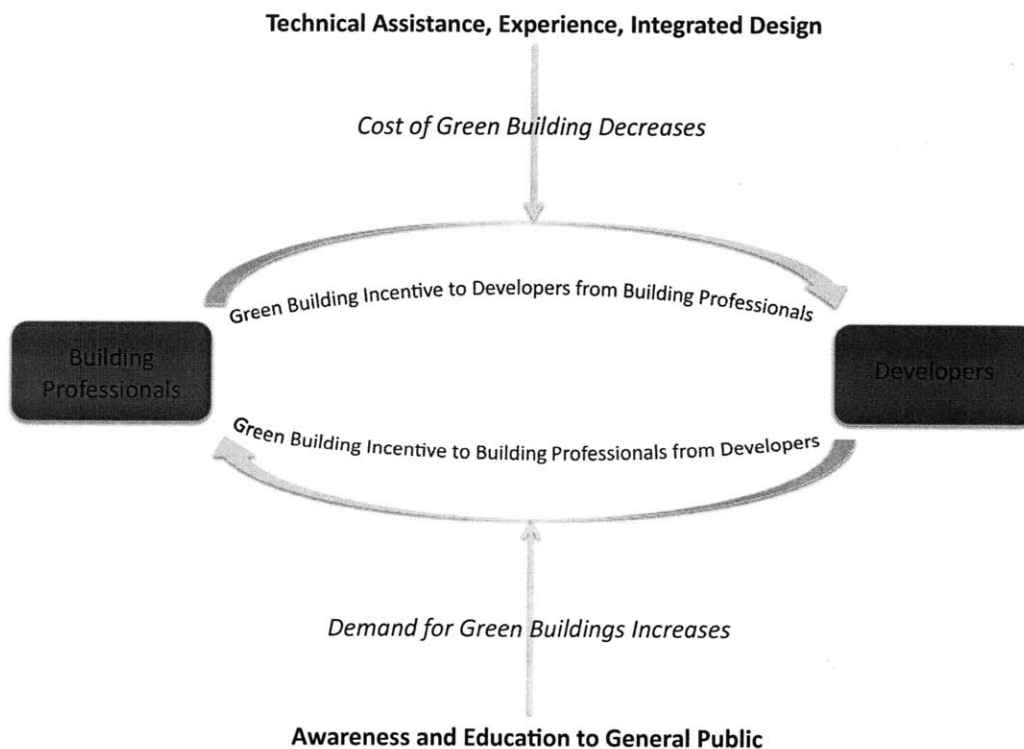 Technical Assistance, Experience, Integrated Design
Cost of Green Building Decreases
Green Building Incentive to Developers from Building Professionals
Building
Professionals
Developers
Green Building Incentive to Building Professionals from Developers
Demand for Green Buildings Increases
Awareness and Education to General Public